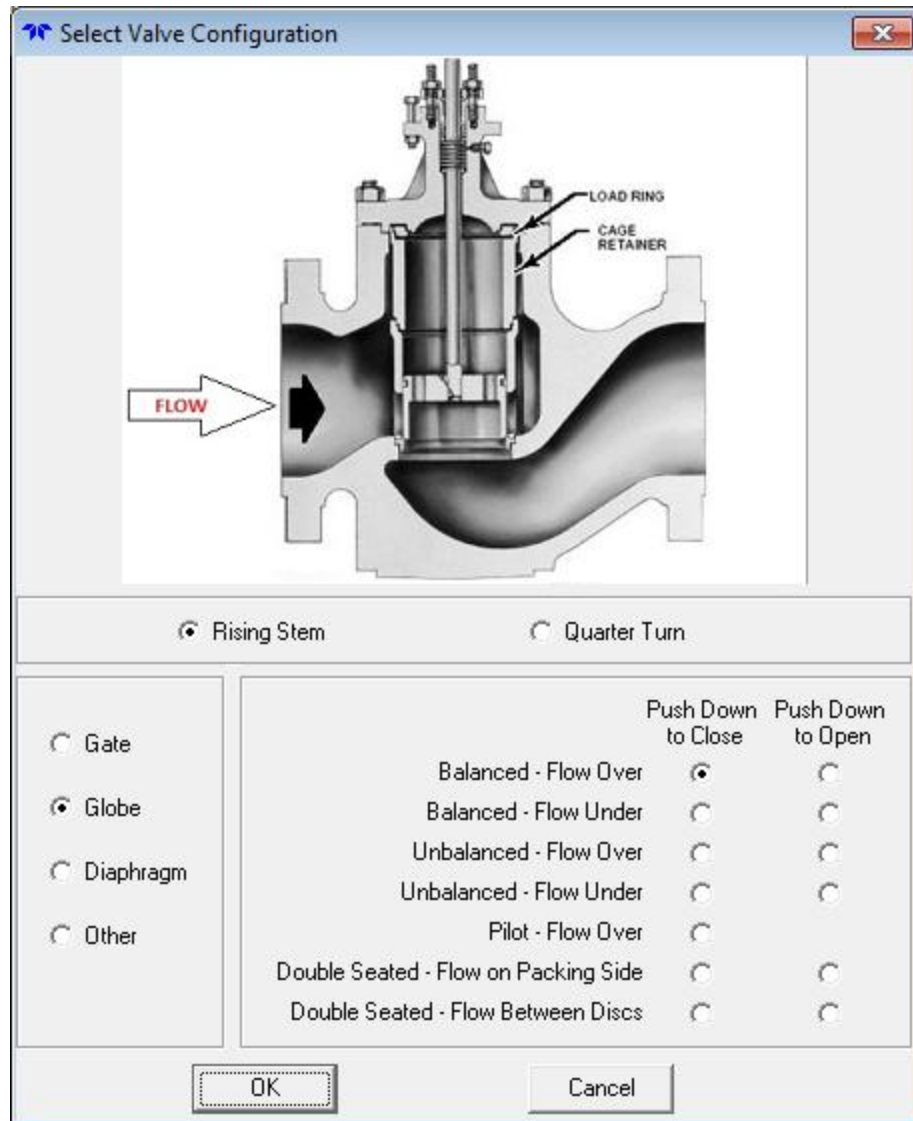 Select Valve Configuration
LOAD RING
CAGE
RETAINER
FLOW
Rising Stem
Quarter Turn
Gate
Globe
Diaphragm
Other
Push Down
to Close
Push Down
to Open
Balanced - Flow Over
Balanced - Flow Under
Unbalanced - Flow Over
Unbalanced - Flow Under
Pilot - Flow Over
Double Seated - Flow on Packing Side
Double Seated - Flow Between Discs
OK
Cancel